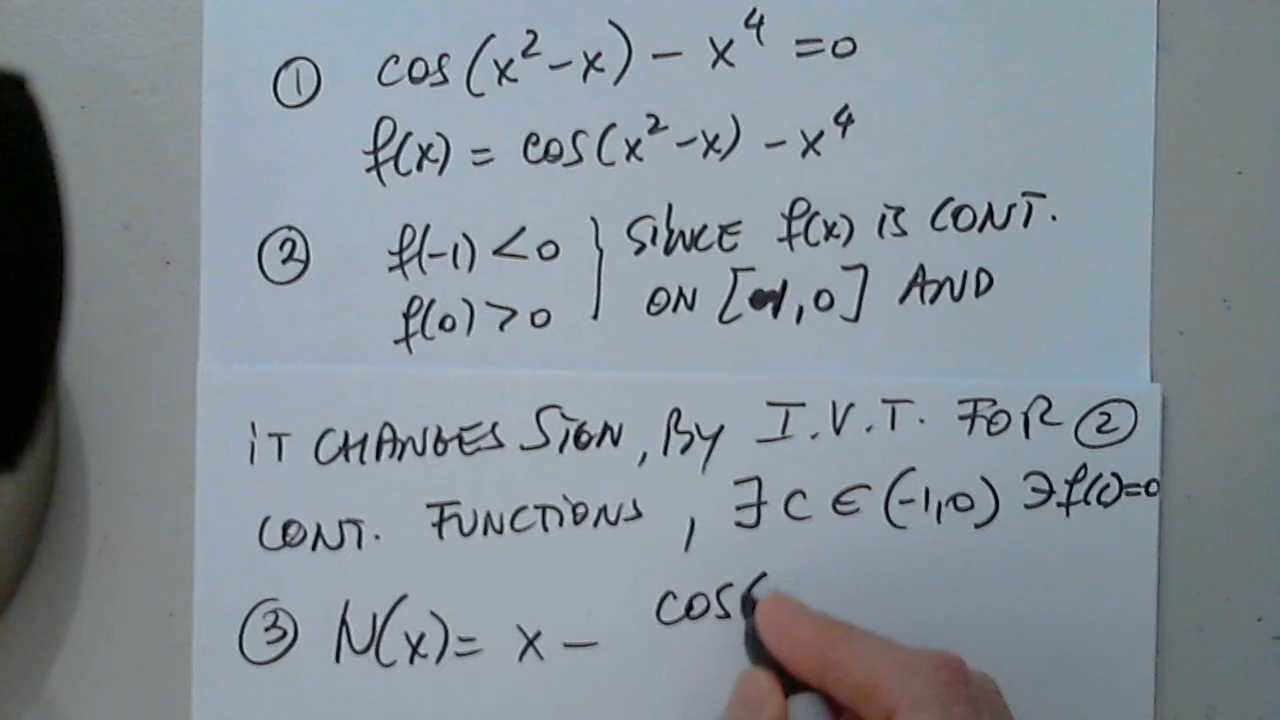 ① cos(x²-x) - x⁴ = 0
f(x) = cos(x²-x) - x⁴
② f(-1) < 0 } SINCE f(x) IS CONT.
f(0) > 0 ON [-1,0] AND
IT CHANGES SIGN, BY I.V.T. FOR ②
CONT. FUNCTIONS, ∃ C ∈ (-1,0) ∋ f(c)=0
③ N(x) = x - cos(